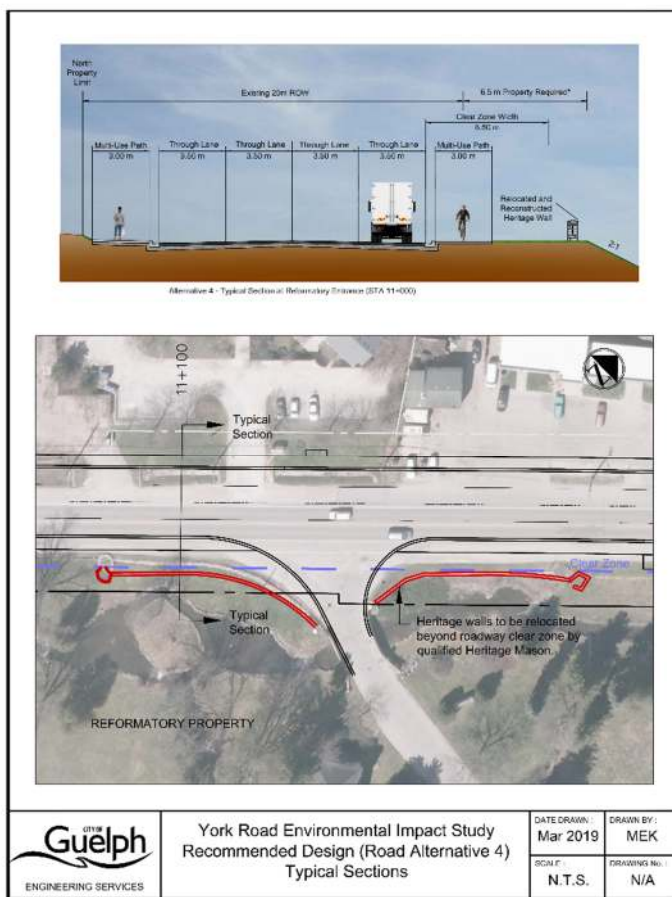 North
Property
Limit
Existing 20m ROW
6.5 m Property Required*
Clear Zone Width
6.50 m
Multi-Use Path
3.00 m
Through Lane
3.50 m
Through Lane
3.50 m
Through Lane
3.50 m
Through Lane
3.50 m
Multi-Use Path
3.00 m
Relocated and
Reconstructed
Heritage Wall
2:1
Alternative 4 - Typical Section at Reformatory Entrance (STA 11+000)
11+100
Typical
Section
Clear Zone
Typical
Section
Heritage walls to be relocated
beyond roadway clear zone by
qualified Heritage Mason.
REFORMATORY PROPERTY
CITY OF
Guelph
ENGINEERING SERVICES
York Road Environmental Impact Study
Recommended Design (Road Alternative 4)
Typical Sections
DATE DRAWN :
Mar 2019
DRAWN BY :
MEK
SCALE :
N.T.S.
DRAWING No. :
N/A